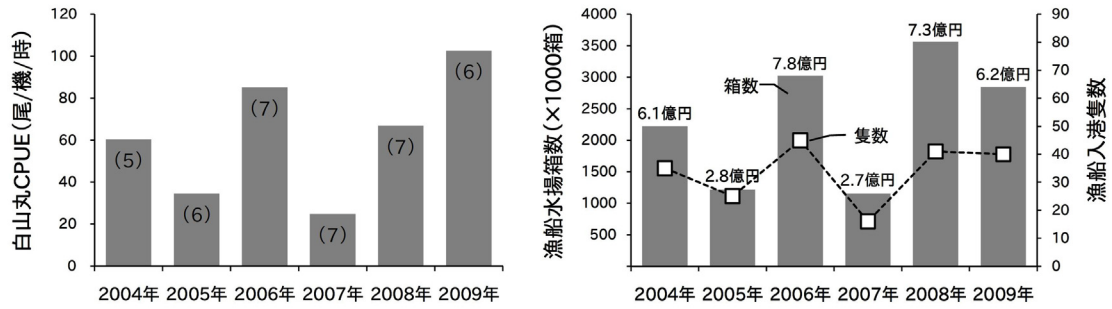 白山丸CPUE(尾/機/時)
120
100
80
60
40
20
0
(5)
(6)
(7)
(7)
(7)
(6)
2004年 2005年 2006年 2007年 2008年 2009年
漁船水揚箱数(×1000箱)
4000
3500
3000
2500
2000
1500
1000
500
6.1億円
2.8億円
7.8億円
2.7億円
7.3億円
6.2億円
箱数
隻数
90
80
70
60
50
40
30
20
10
0
漁船入港隻数
2004年 2005年 2006年 2007年 2008年 2009年